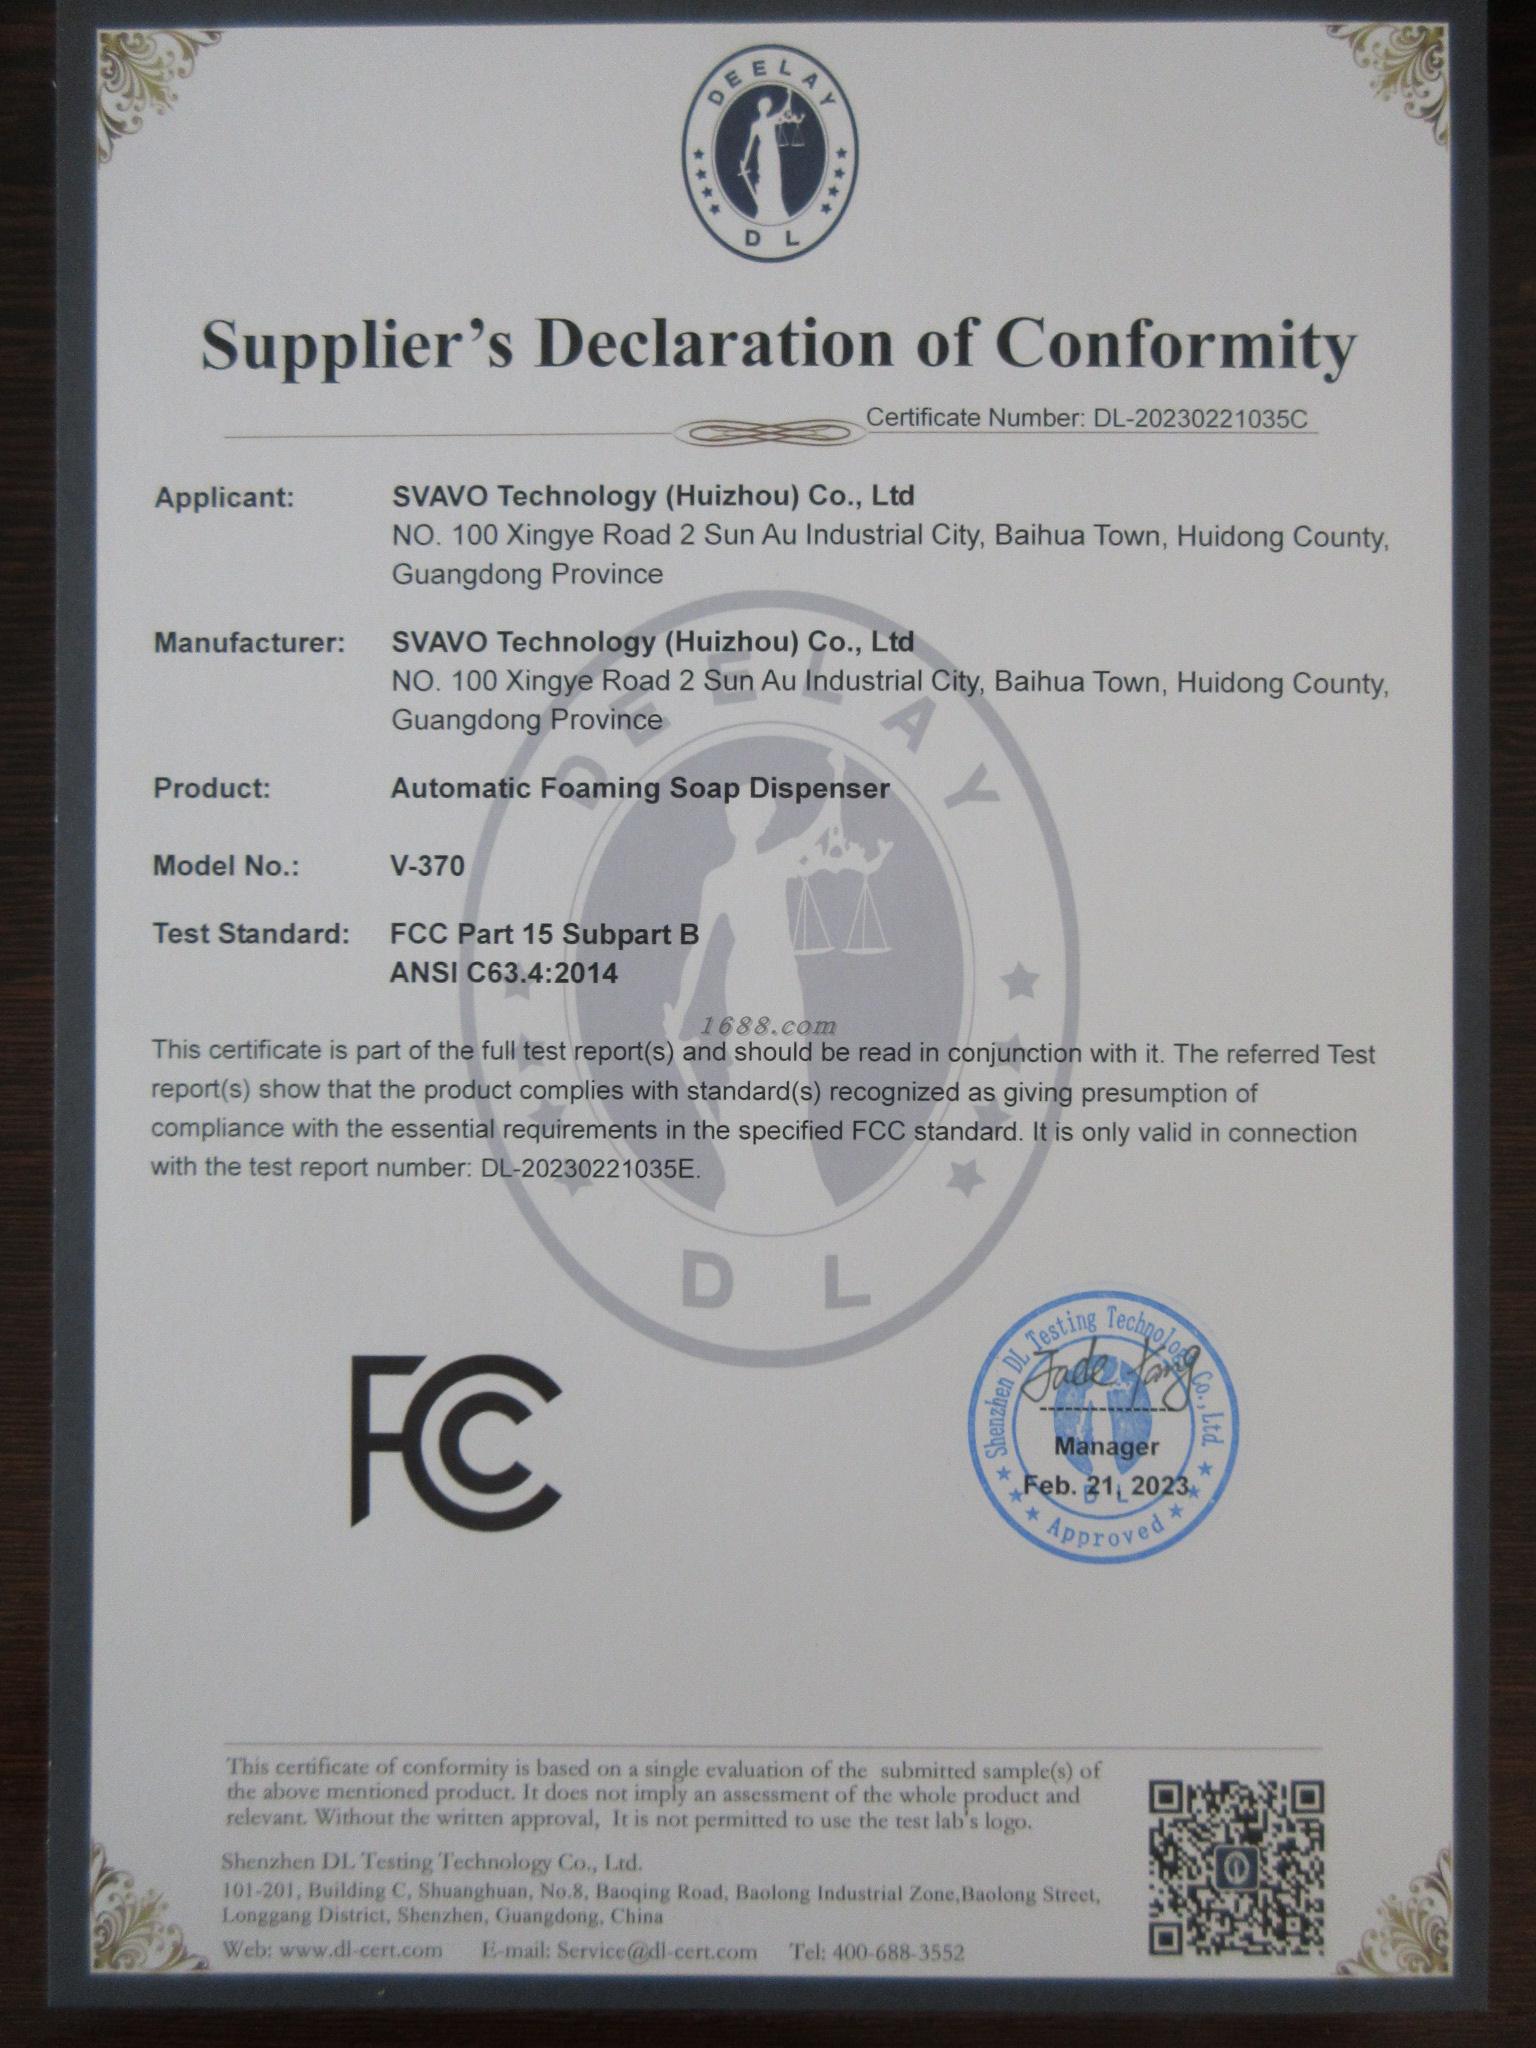 DEELAY
D L
Supplier's Declaration of Conformity
Certificate Number: DL-20230221035C
Applicant: SVAVO Technology (Huizhou) Co., Ltd
NO. 100 Xingye Road 2 Sun Au Industrial City, Baihua Town, Huidong County,
Guangdong Province
Manufacturer: SVAVO Technology (Huizhou) Co., Ltd
NO. 100 Xingye Road 2 Sun Au Industrial City, Baihua Town, Huidong County,
Guangdong Province
DEELAY
Product: Automatic Foaming Soap Dispenser
Model No.: V-370
Test Standard: FCC Part 15 Subpart B
ANSI C63.4:2014
1688.com
This certificate is part of the full test report(s) and should be read in conjunction with it. The referred Test
report(s) show that the product complies with standard(s) recognized as giving presumption of
compliance with the essential requirements in the specified FCC standard. It is only valid in connection
with the test report number: DL-20230221035E.
D L
FCC
Shenzhen DL Testing Technology Co., Ltd.
Jade Yang
Manager
Feb. 21, 2023
D L
Approved
This certificate of conformity is based on a single evaluation of the submitted sample(s) of
the above mentioned product. It does not imply an assessment of the whole product and
relevant. Without the written approval, It is not permitted to use the test lab's logo.
Shenzhen DL Testing Technology Co., Ltd.
101-201, Building C, Shuanghuan, No.8, Baoqing Road, Baolong Industrial Zone,Baolong Street,
Longgang District, Shenzhen, Guangdong, China
Web: www.dl-cert.com E-mail: Service@dl-cert.com Tel: 400-688-3552